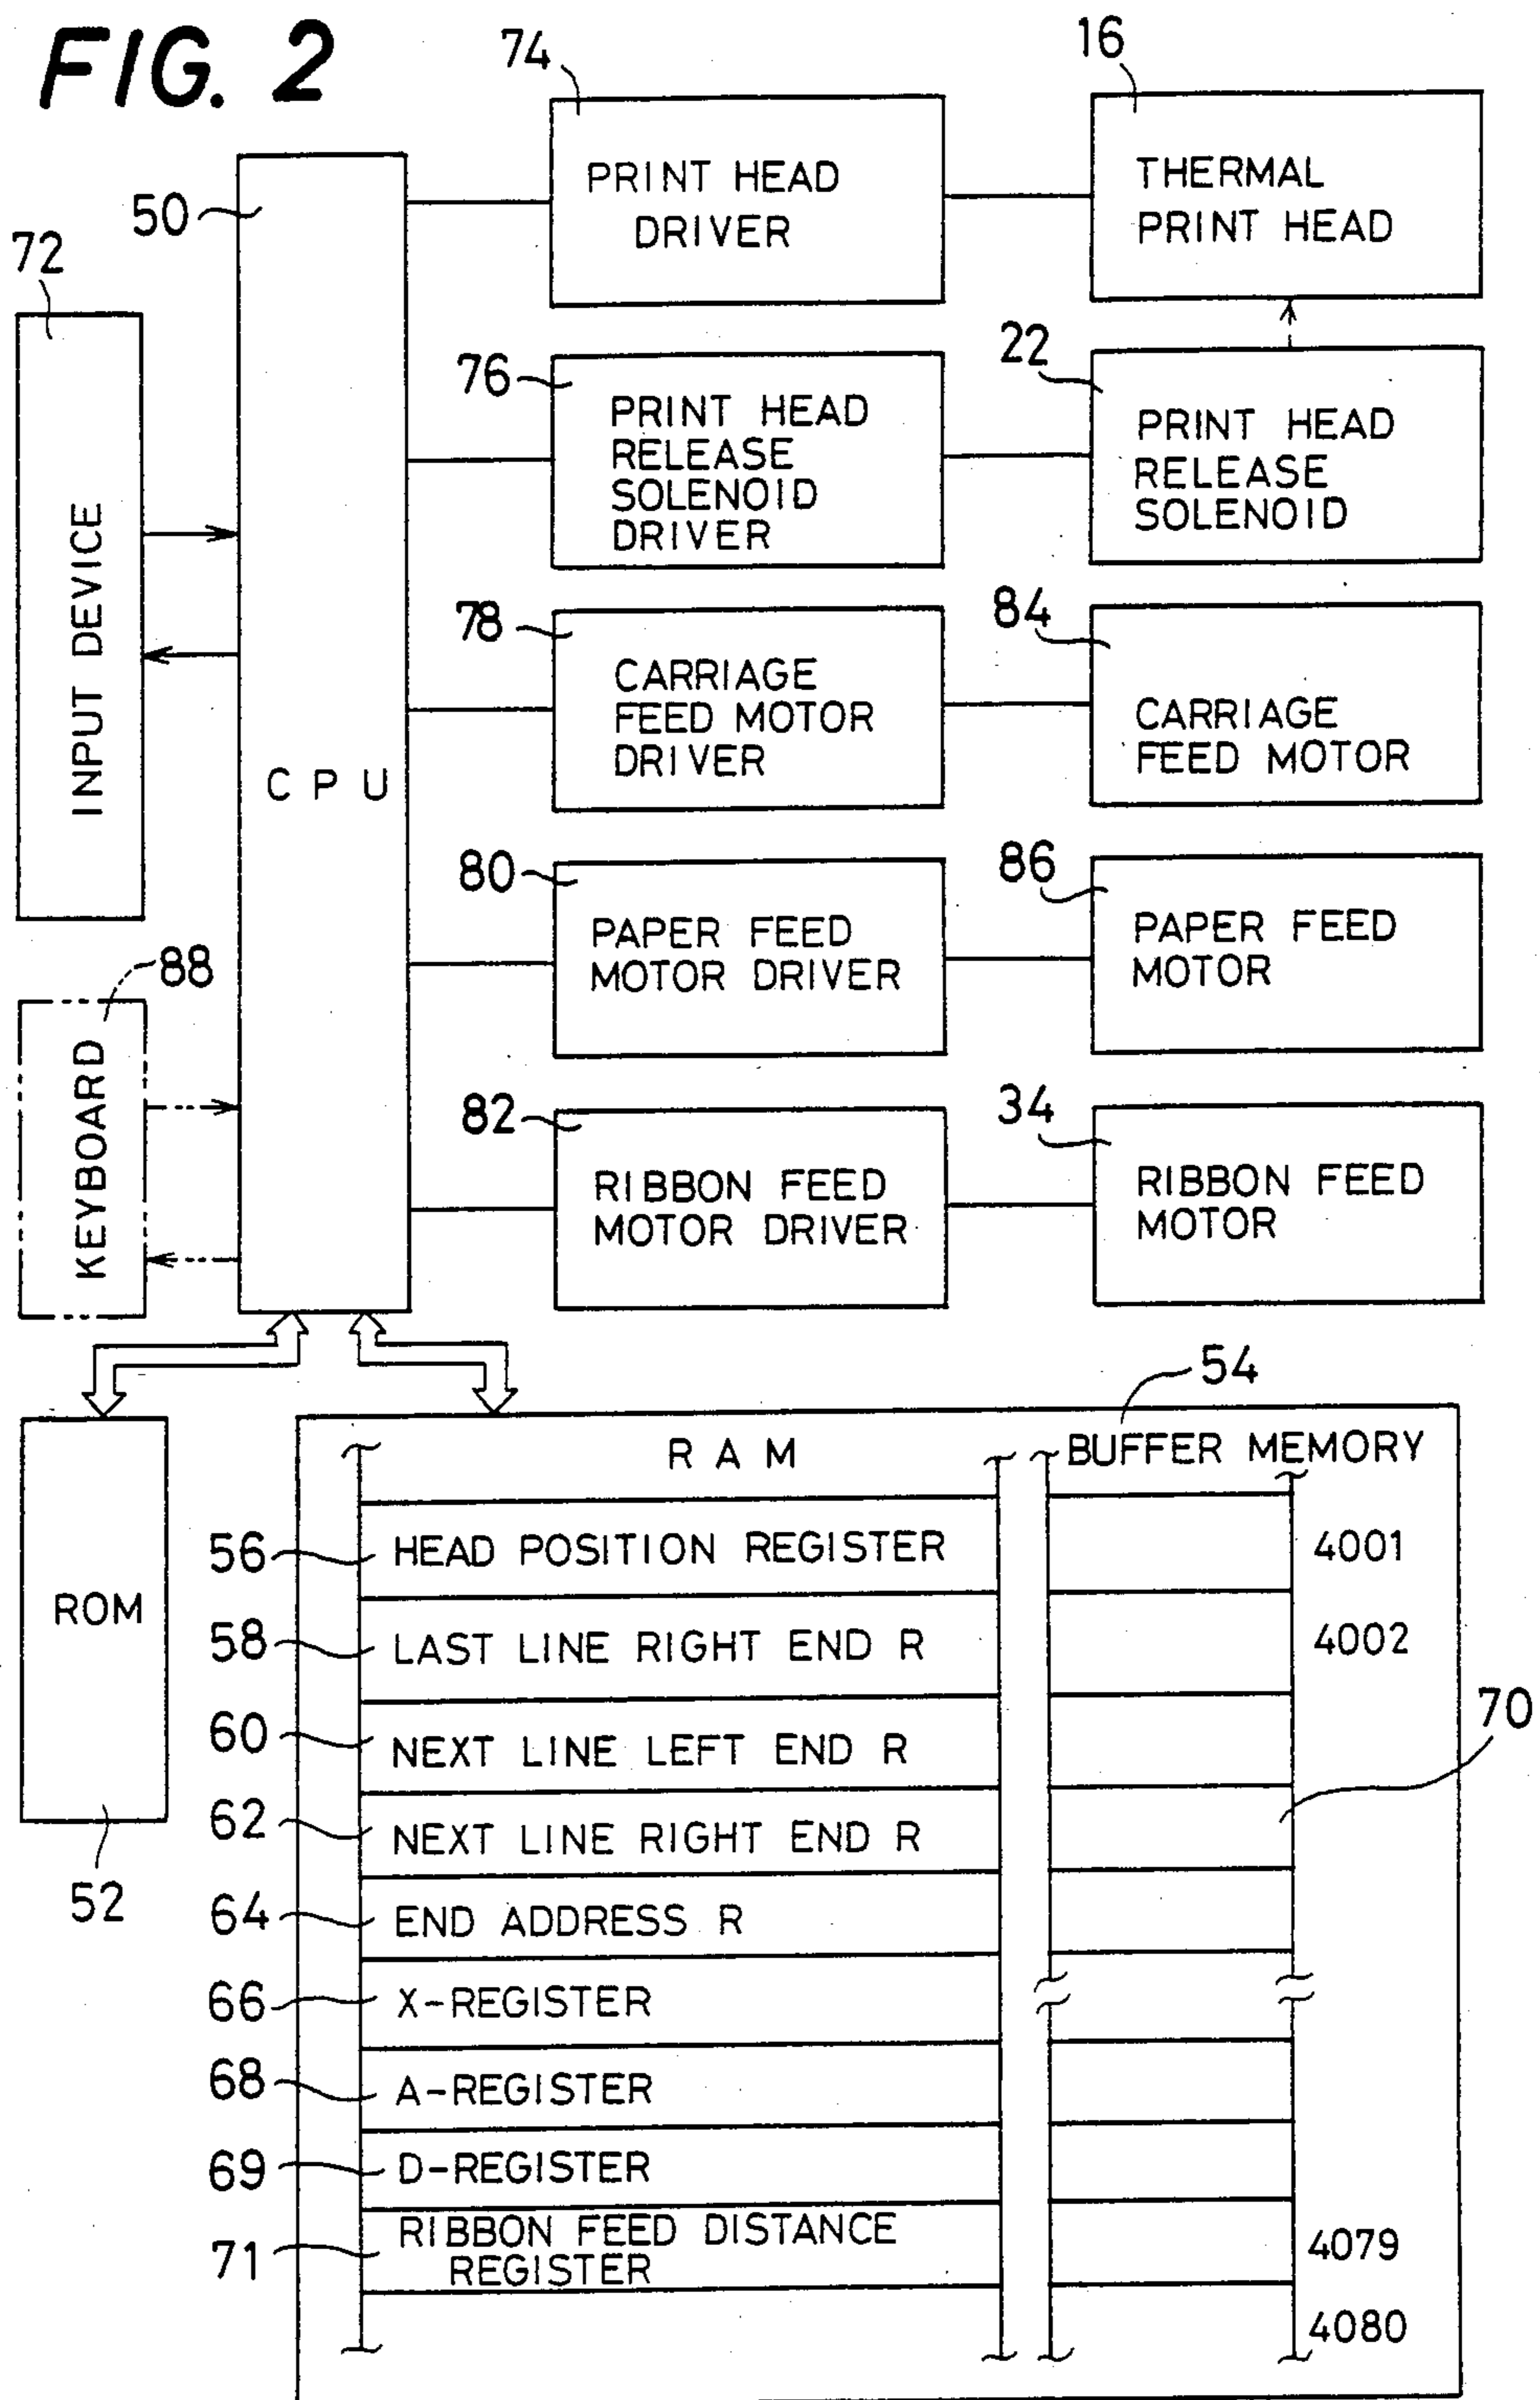 FIG. 2
74
16
PRINT HEAD
DRIVER
THERMAL
PRINT HEAD
50
72
INPUT DEVICE
CPU
76
PRINT HEAD
RELEASE
SOLENOID
DRIVER
22
PRINT HEAD
RELEASE
SOLENOID
78
CARRIAGE
FEED MOTOR
DRIVER
84
CARRIAGE
FEED MOTOR
80
PAPER FEED
MOTOR DRIVER
86
PAPER FEED
MOTOR
88
KEYBOARD
82
RIBBON FEED
MOTOR DRIVER
34
RIBBON FEED
MOTOR
54
RAM
BUFFER MEMORY
ROM
52
56
HEAD POSITION REGISTER
4001
58
LAST LINE RIGHT END R
4002
60
NEXT LINE LEFT END R
70
62
NEXT LINE RIGHT END R
64
END ADDRESS R
66
X-REGISTER
68
A-REGISTER
69
D-REGISTER
71
RIBBON FEED DISTANCE
REGISTER
4079
4080